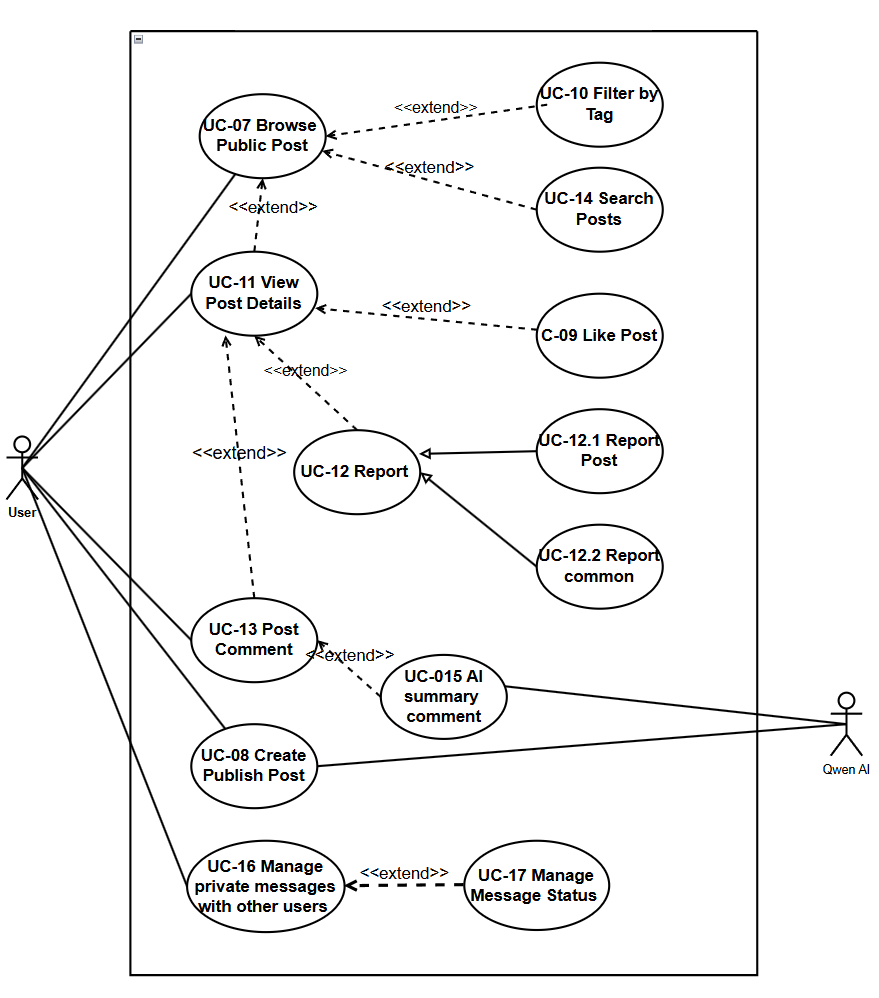 <<extend>>
UC-10 Filter by
Tag
UC-07 Browse
Public Post
<<extend>>
UC-14 Search
Posts
<<extend>>
UC-11 View
Post Details
<<extend>>
C-09 Like Post
<<extend>>
UC-12.1 Report
Post
<<extend>>
UC-12 Report
User
UC-12.2 Report
common
UC-13 Post
Comment
<<extend>>
UC-015 AI
summary
comment
UC-08 Create
Publish Post
Qwen AI
UC-16 Manage
private messages
with other users
<<extend>>
UC-17 Manage
Message Status